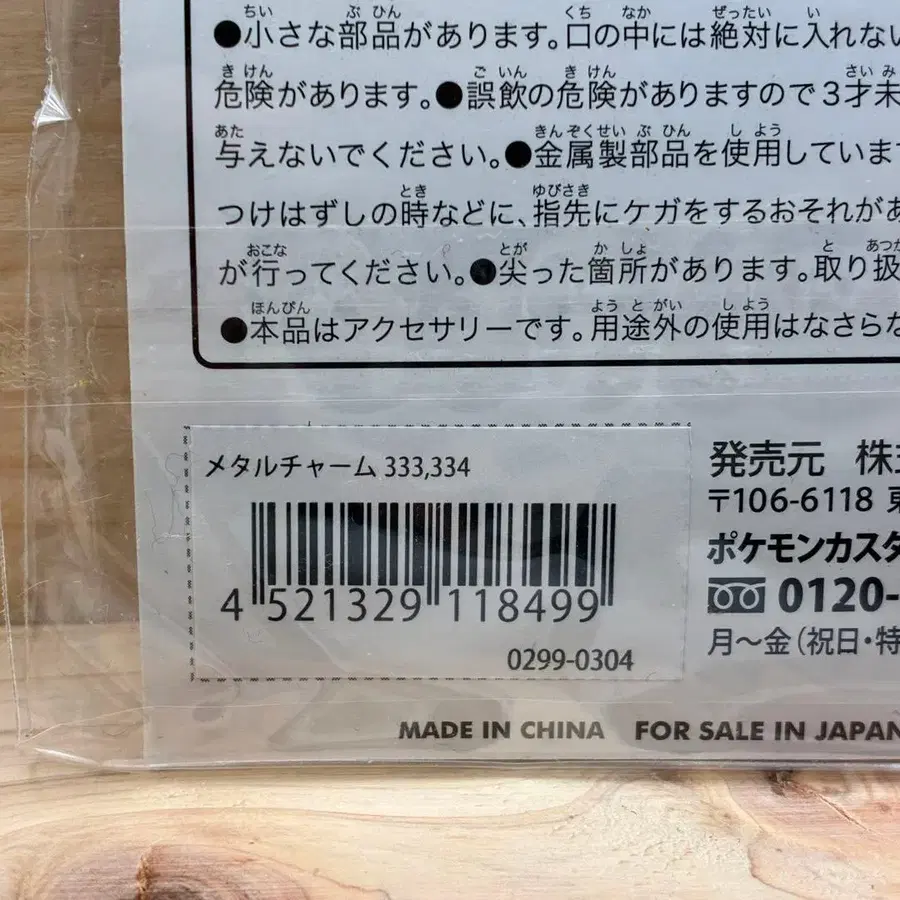 ●小さな部品があります。口の中には絶対に入れない
危険があります。●誤飲の危険がありますので3才未
与えないでください。●金属製部品を使用していま
つけはずしの時などに、指先にケガをするおそれが
が行ってください。●尖った箇所があります。取り扱
●本品はアクセサリーです。用途外の使用はなさらな
メタルチャーム 333,334
4 521329 118499
0299-0304
発売元 株
〒106-6118 東
ポケモンカスタ
0120-
月〜金(祝日・特
MADE IN CHINA FOR SALE IN JAPAN